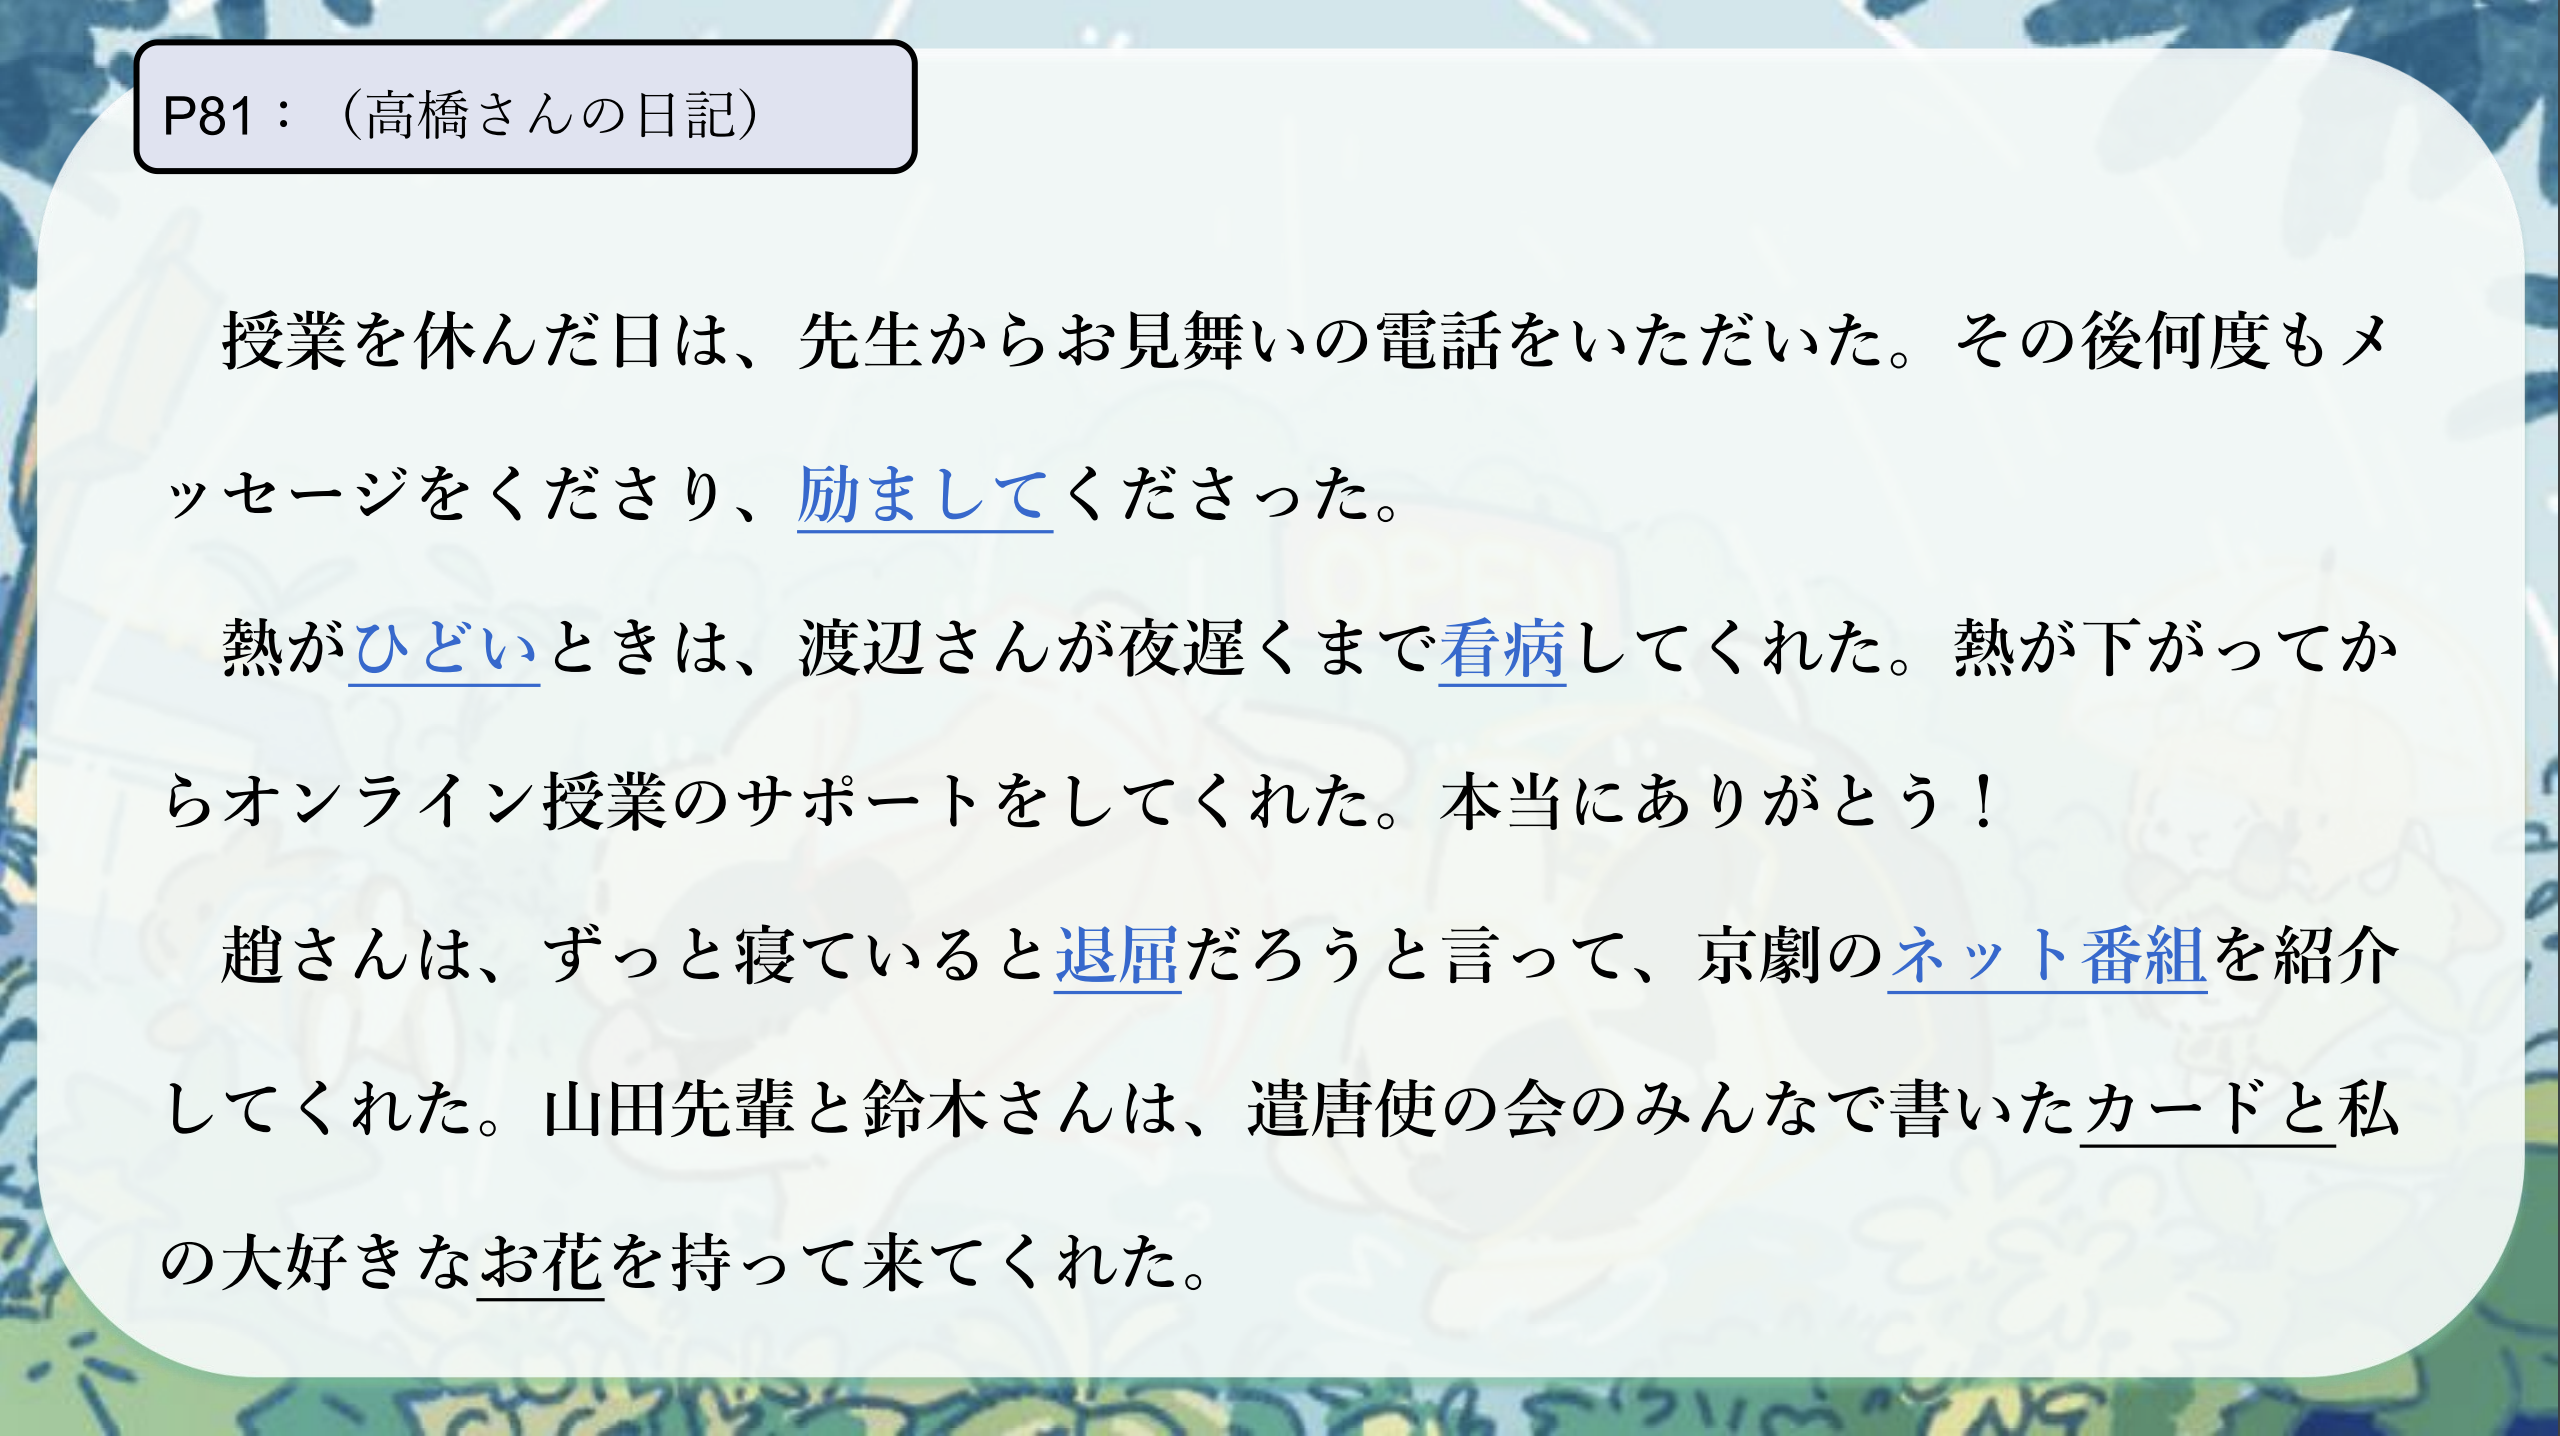 P81：（高橋さんの日記）
授業を休んだ日は、先生からお見舞いの電話をいただいた。その後何度もメ
ッセージをくださり、励ましてくださった。
熱がひどいときは、渡辺さんが夜遅くまで看病してくれた。熱が下がってか
らオンライン授業のサポートをしてくれた。本当にありがとう！
趙さんは、ずっと寝ていると退屈だろうと言って、京劇のネット番組を紹介
してくれた。山田先輩と鈴木さんは、遣唐使の会のみんなで書いたカードと私
の大好きなお花を持って来てくれた。